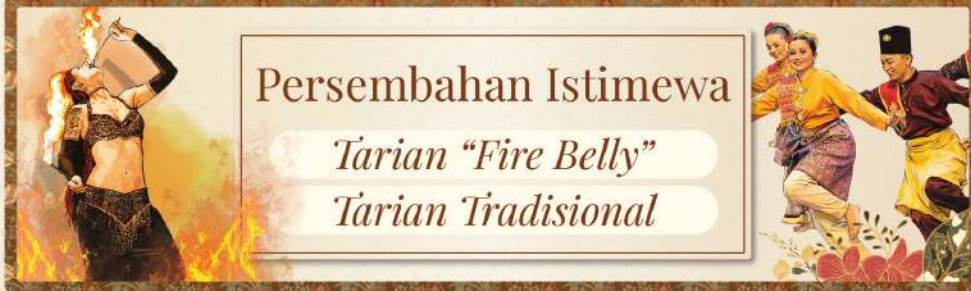 Persembahan Istimewa
Tarian “Fire Belly”
Tarian Tradisional